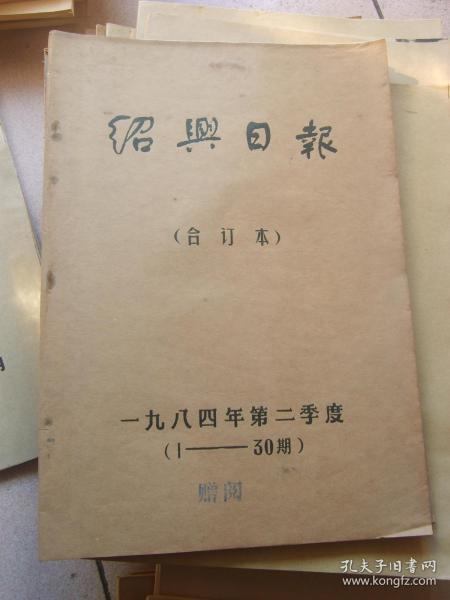 紹興日報
（合订本）
一九八四年第二季度
（1——30期）
赠阅
孔夫子旧书网
www.kongfz.com